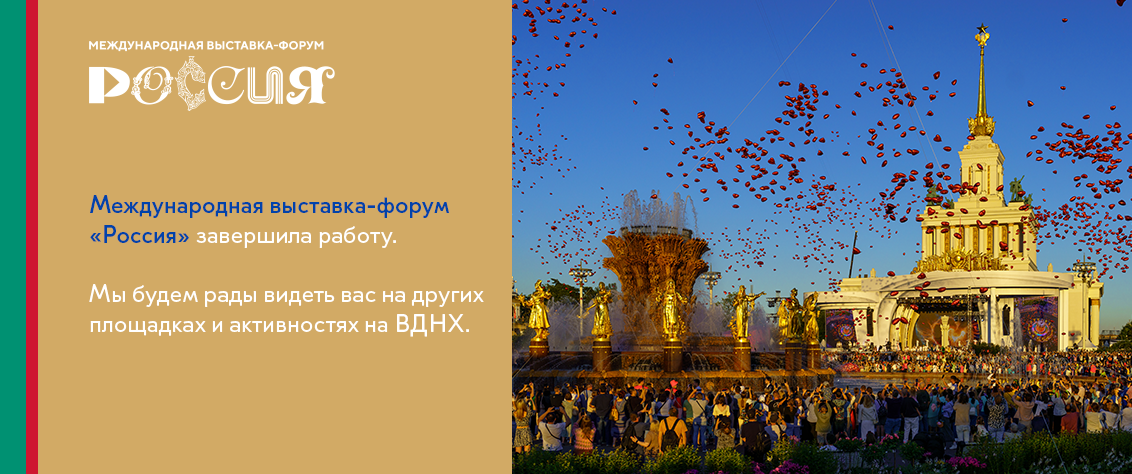 МЕЖДУНАРОДНАЯ ВЫСТАВКА-ФОРУМ
РОССИЯ
Международная выставка-форум
«Россия» завершила работу.
Мы будем рады видеть вас на других
площадках и активностях на ВДНХ.